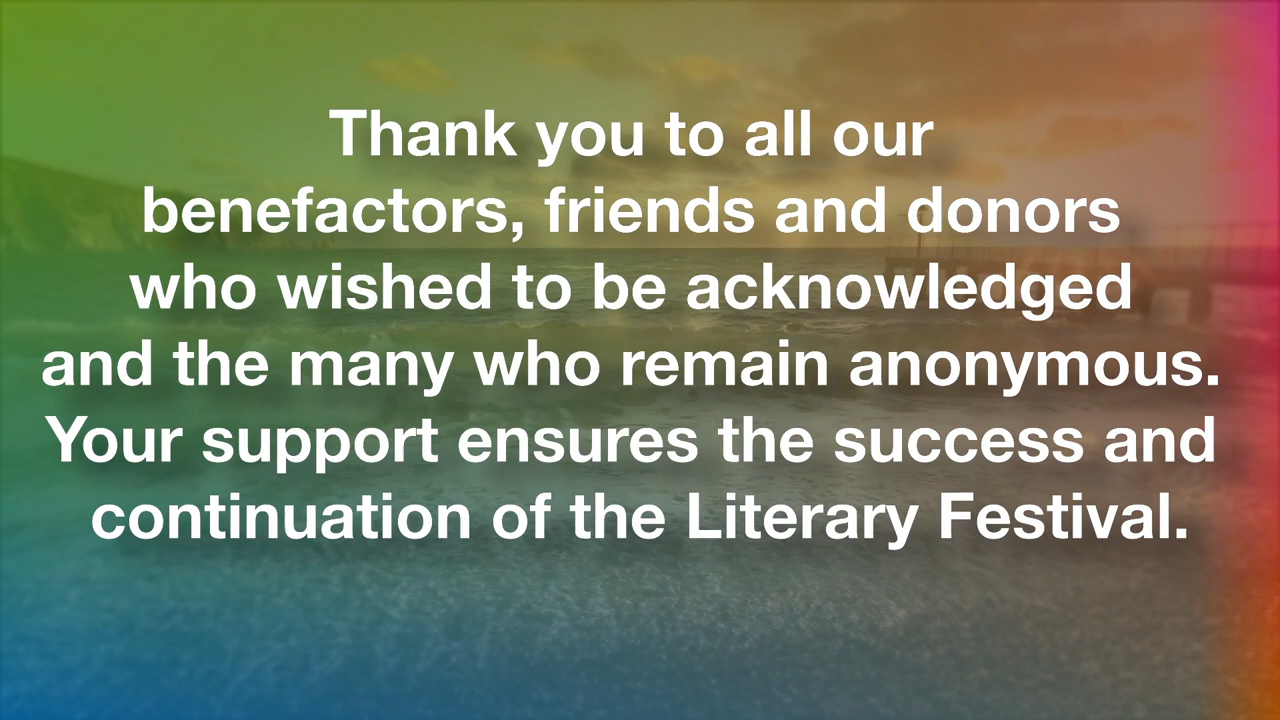 Thank you to all our
benefactors, friends and donors
who wished to be acknowledged
and the many who remain anonymous.
Your support ensures the success and
continuation of the Literary Festival.